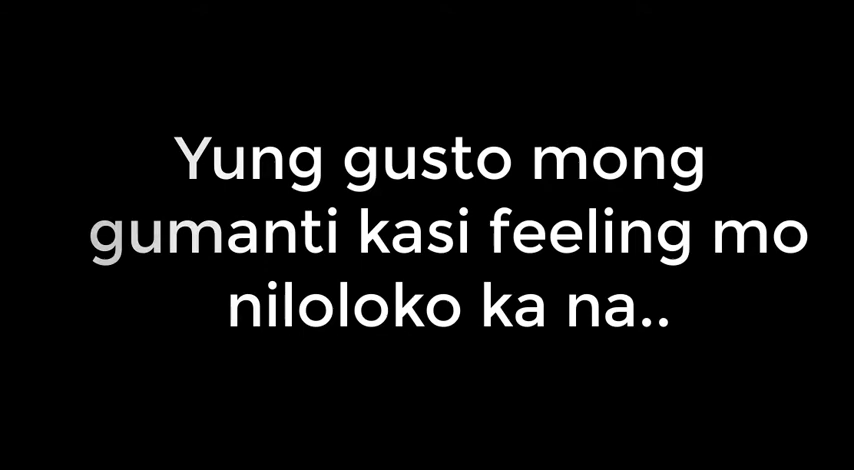 Yung gusto mong
gumanti kasi feeling mo
niloloko ka na..